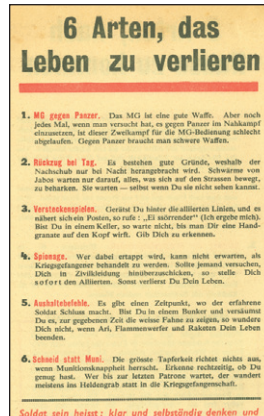 6 Arten, das
Leben zu verlieren
1. MG gegen Panzer. Das MG ist eine gute Waffe. Aber noch
jedes Mal, wenn man versucht hat, es gegen Panzer im Nahkampf
einzusetzen, ist dieser Zweikampf für die MG-Bedienung schlecht
abgelaufen. Gegen Panzer braucht man schwere Waffen.
2. Rückzug bei Tag. Es bestehen gute Gründe, weshalb der
Nachschub nur bei Nacht herangebracht wird. Schwärme von
Jabos warten nur darauf, alles, was sich auf den Strassen bewegt,
zu beharken. Sie warten — selbst wenn Du sie nicht sehen kannst.
3. Versteckenspielen. Gerätst Du hinter die alliierten Linien, und es
nähert sich ein Posten, so rufe: „Ei sörrender" (Ich ergebe mich).
Bist Du in einem Keller, so warte nicht, bis man Dir eine Hand-
granate auf den Kopf wirft. Gib Dich zu erkennen.
4. Spionage. Wer dabei ertappt wird, kann nicht erwarten, als
Kriegsgefangener behandelt zu werden. Sollte jemand versuchen,
Dich in Zivilkleidung hinüberzuschicken, so stelle Dich
sofort den Alliierten. Sonst verlierst Du Dein Leben.
5. Aushaltebefehle. Es gibt einen Zeitpunkt, wo der erfahrene
Soldat Schluss macht. Bist Du in einem Bunker und versäumst
Du es, zur gegebenen Zeit die weisse Fahne zu zeigen, so wundere
Dich nicht, wenn Ari, Flammenwerfer und Raketen Dein Leben
beenden.
6. Schneid statt Muni. Die grösste Tapferkeit richtet nichts aus,
wenn Munitionsknappheit herrscht. Erkenne rechtzeitig, ob Du
genug hast. Wer bis zur letzten Patrone wartet, der wandert
meistens ins Heldengrab statt in die Kriegsgefangenschaft.
Soldat sein heisst: klar und selbständig denken und